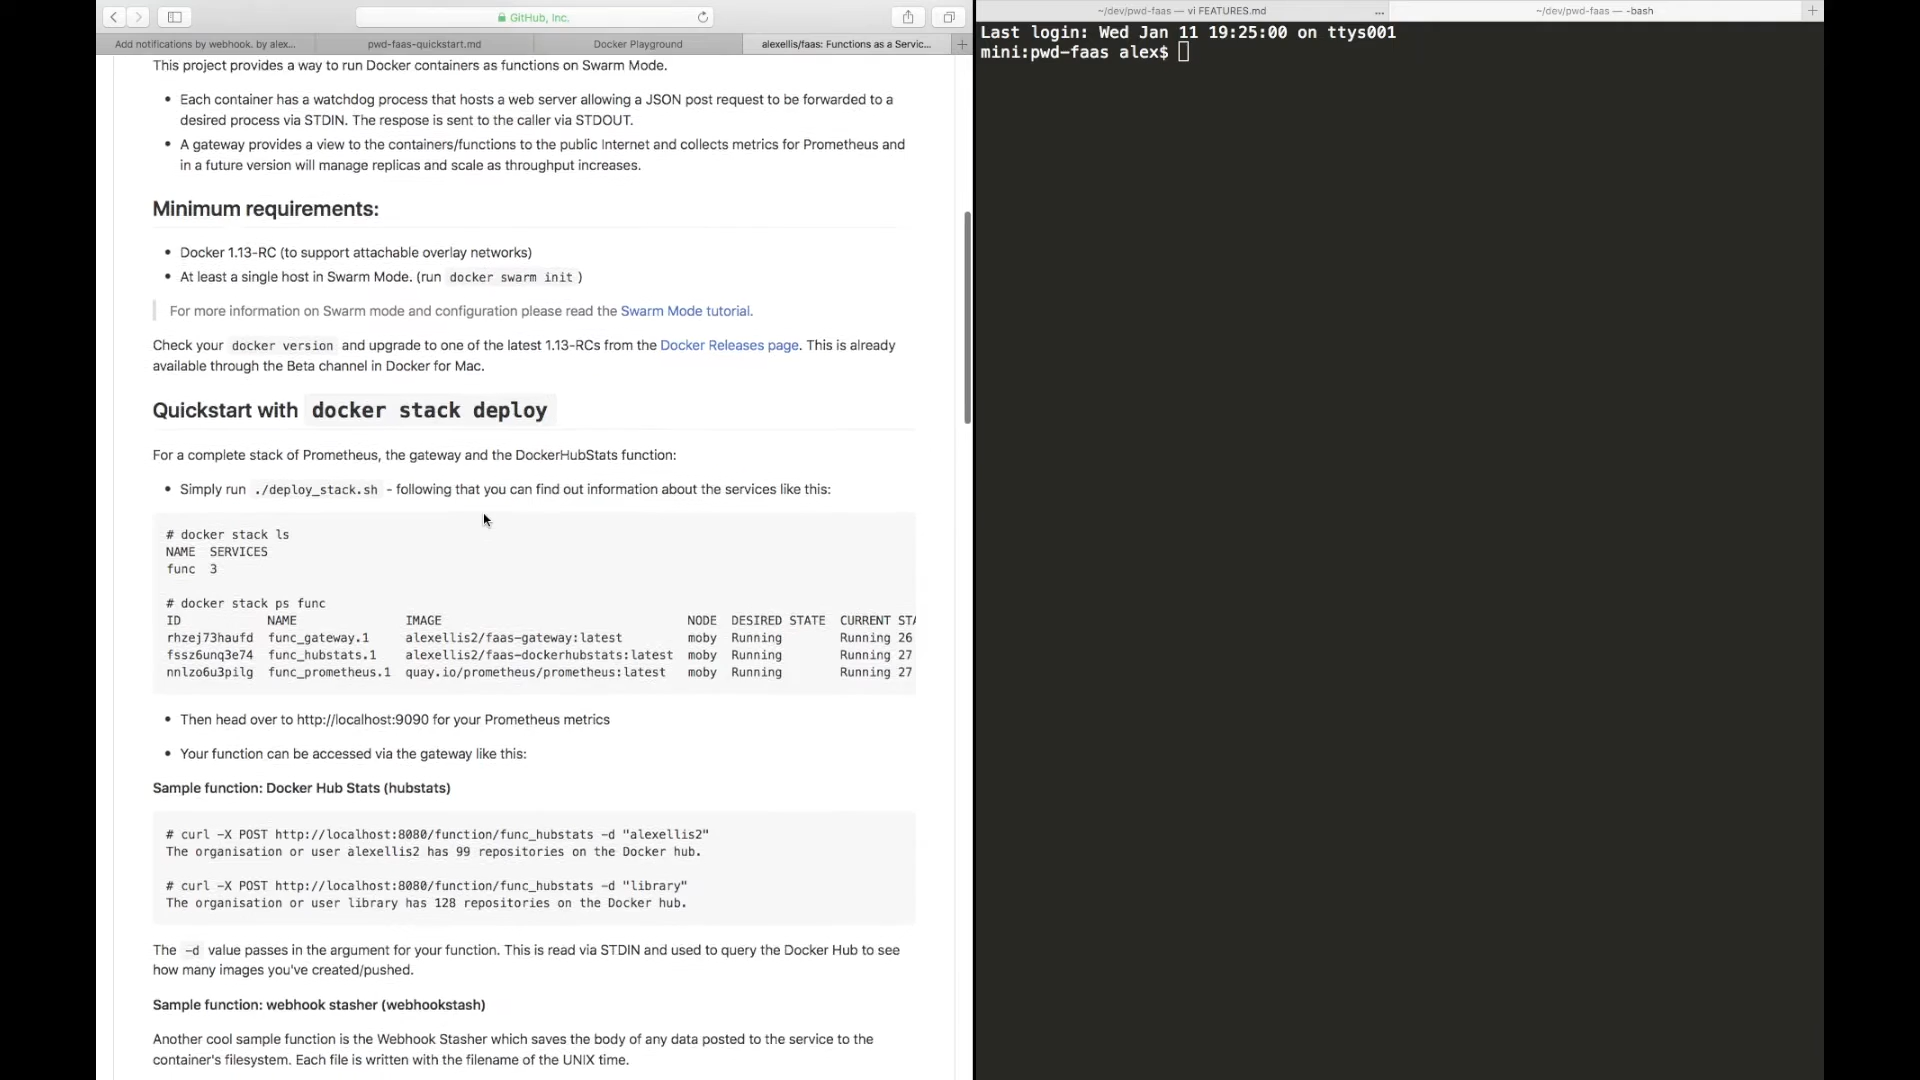 GitHub, Inc.
Add notifications by webhook. by alex...
pwd-faas-quickstart.md
Docker Playground
alexellis/faas: Functions as a Servic...
This project provides a way to run Docker containers as functions on Swarm Mode.
• Each container has a watchdog process that hosts a web server allowing a JSON post request to be forwarded to a
desired process via STDIN. The respose is sent to the caller via STDOUT.
• A gateway provides a view to the containers/functions to the public Internet and collects metrics for Prometheus and
in a future version will manage replicas and scale as throughput increases.
Minimum requirements:
• Docker 1.13-RC (to support attachable overlay networks)
• At least a single host in Swarm Mode. (run docker swarm init )
For more information on Swarm mode and configuration please read the Swarm Mode tutorial.
Check your docker version and upgrade to one of the latest 1.13-RCs from the Docker Releases page. This is already
available through the Beta channel in Docker for Mac.
Quickstart with docker stack deploy
For a complete stack of Prometheus, the gateway and the DockerHubStats function:
• Simply run ./deploy_stack.sh - following that you can find out information about the services like this:
# docker stack ls
NAME SERVICES
func 3
# docker stack ps func
ID NAME IMAGE NODE DESIRED STATE CURRENT STA
rhzej73haufd func_gateway.1 alexellis2/faas-gateway:latest moby Running Running 26
fssz6unq3e74 func_hubstats.1 alexellis2/faas-dockerhubstats:latest moby Running Running 27
nnlzo6u3pilg func_prometheus.1 quay.io/prometheus/prometheus:latest moby Running Running 27
• Then head over to http://localhost:9090 for your Prometheus metrics
• Your function can be accessed via the gateway like this:
Sample function: Docker Hub Stats (hubstats)
# curl -X POST http://localhost:8080/function/func_hubstats -d "alexellis2"
The organisation or user alexellis2 has 99 repositories on the Docker hub.
# curl -X POST http://localhost:8080/function/func_hubstats -d "library"
The organisation or user library has 128 repositories on the Docker hub.
The -d value passes in the argument for your function. This is read via STDIN and used to query the Docker Hub to see
how many images you've created/pushed.
Sample function: webhook stasher (webhookstash)
Another cool sample function is the Webhook Stasher which saves the body of any data posted to the service to the
container's filesystem. Each file is written with the filename of the UNIX time.
~/dev/pwd-faas — vi FEATURES.md
...
~/dev/pwd-faas — -bash
Last login: Wed Jan 11 19:25:00 on ttys001
mini:pwd-faas alex$